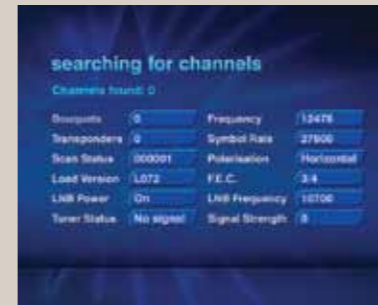 searching for channels
Channels found: 0
Bouquets 0 Frequency 12476
Transponders 0 Symbol Rate 27500
Scan Status 000001 Polarisation Horizontal
Load Version L072 F.E.C. 3/4
LNB Power On LNB Frequency 10700
Tuner Status No signal Signal Strength 0